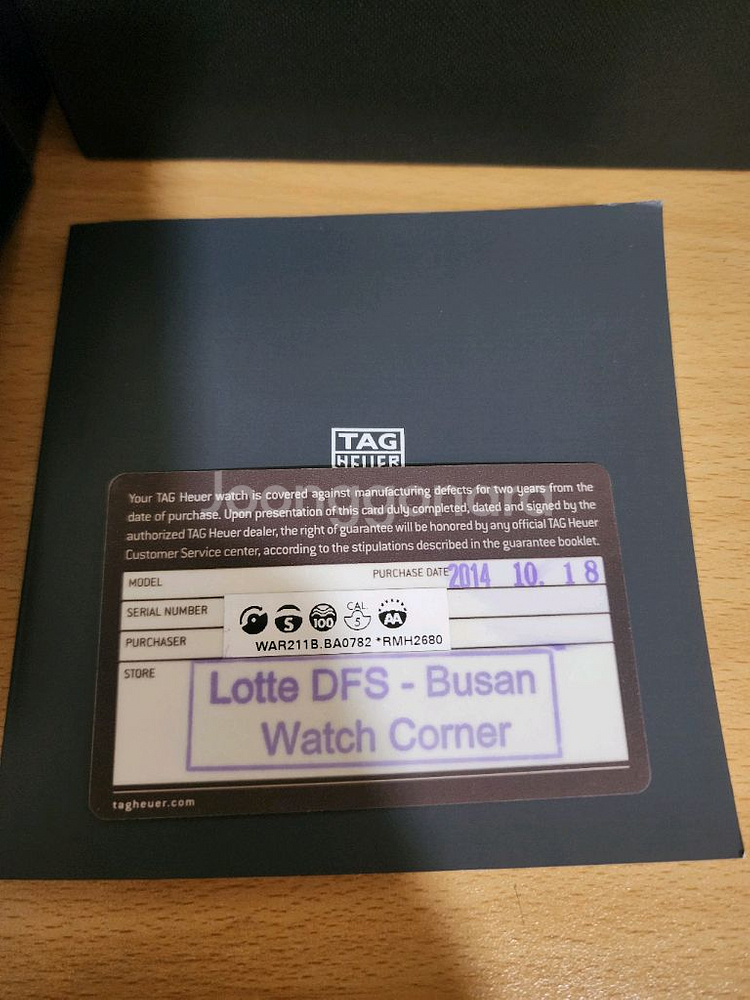 TAG
HEUER
Joongonara
Your TAG Heuer watch is covered against manufacturing defects for two years from the
date of purchase. Upon presentation of this card duly completed, dated and signed by the
authorized TAG Heuer dealer, the right of guarantee will be honored by any official TAG Heuer
Customer Service center, according to the stipulations described in the guarantee booklet.
MODEL PURCHASE DATE 2014 10. 18
SERIAL NUMBER S 100 CAL. 5 AA
WAR211B.BA0782 *RMH2680
PURCHASER
STORE
Lotte DFS - Busan
Watch Corner
tagheuer.com